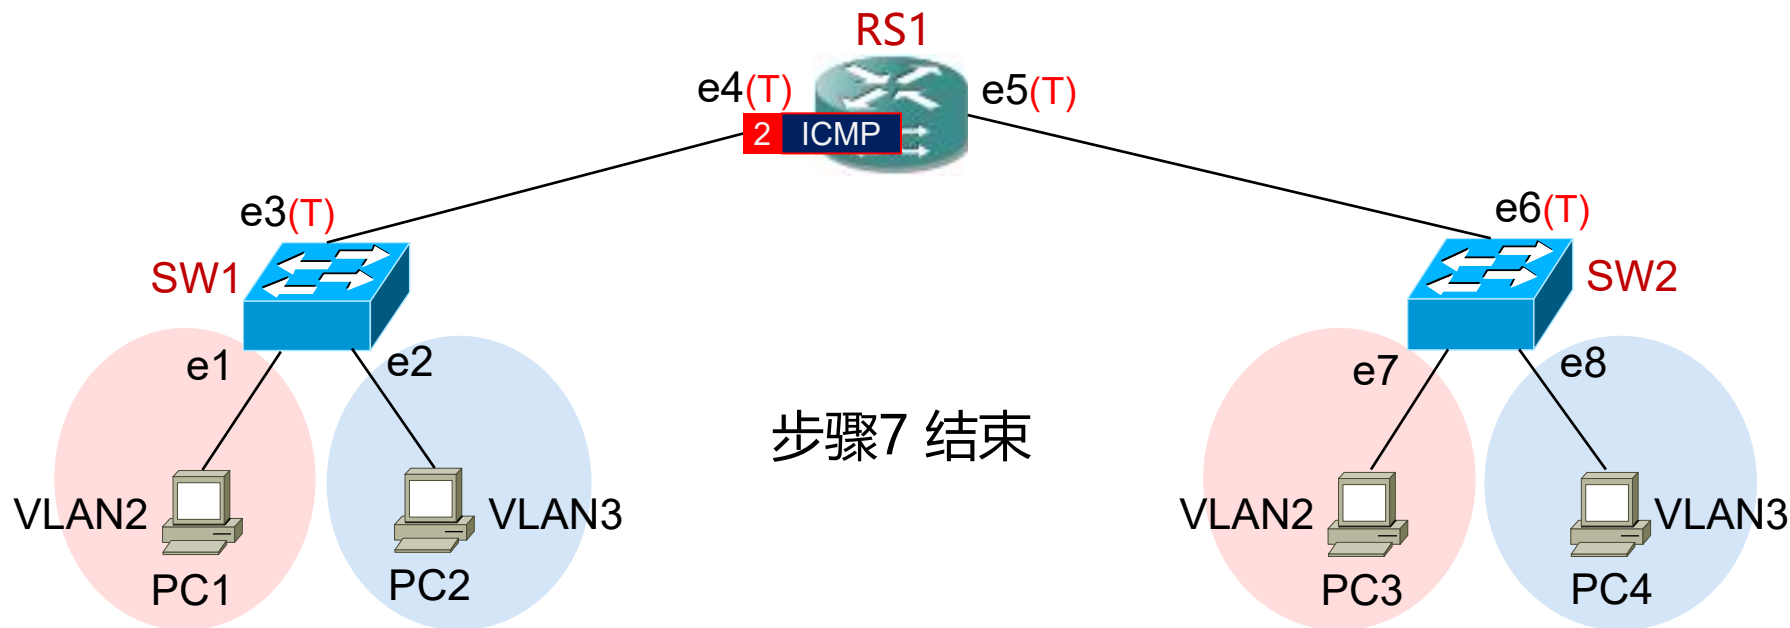 RS1
e4(T)
e5(T)
2 ICMP
e3(T)
e6(T)
SW1
SW2
e1
e2
e7
e8
步骤7 结束
VLAN2
VLAN3
VLAN2
VLAN3
PC1
PC2
PC3
PC4